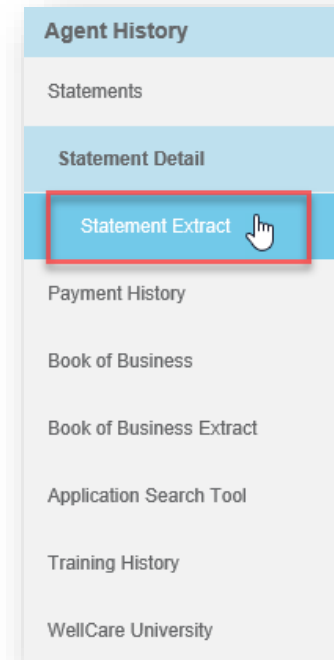 Agent History
Statements
Statement Detail
Statement Extract
Payment History
Book of Business
Book of Business Extract
Application Search Tool
Training History
WellCare University